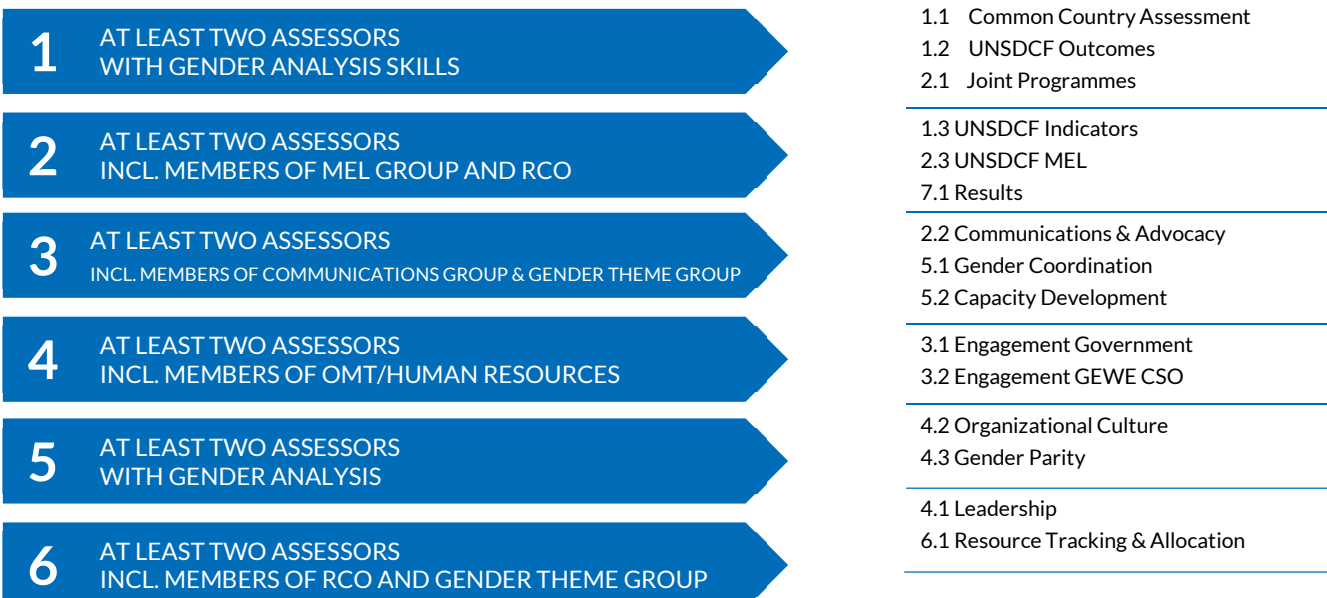 1
AT LEAST TWO ASSESSORS
WITH GENDER ANALYSIS SKILLS
1.1 Common Country Assessment
1.2 UNSDCF Outcomes
2.1 Joint Programmes
2
AT LEAST TWO ASSESSORS
INCL. MEMBERS OF MEL GROUP AND RCO
1.3 UNSDCF Indicators
2.3 UNSDCF MEL
7.1 Results
3
AT LEAST TWO ASSESSORS
INCL. MEMBERS OF COMMUNICATIONS GROUP & GENDER THEME GROUP
2.2 Communications & Advocacy
5.1 Gender Coordination
5.2 Capacity Development
4
AT LEAST TWO ASSESSORS
INCL. MEMBERS OF OMT/HUMAN RESOURCES
3.1 Engagement Government
3.2 Engagement GEWE CSO
5
AT LEAST TWO ASSESSORS
WITH GENDER ANALYSIS
4.2 Organizational Culture
4.3 Gender Parity
6
AT LEAST TWO ASSESSORS
INCL. MEMBERS OF RCO AND GENDER THEME GROUP
4.1 Leadership
6.1 Resource Tracking & Allocation